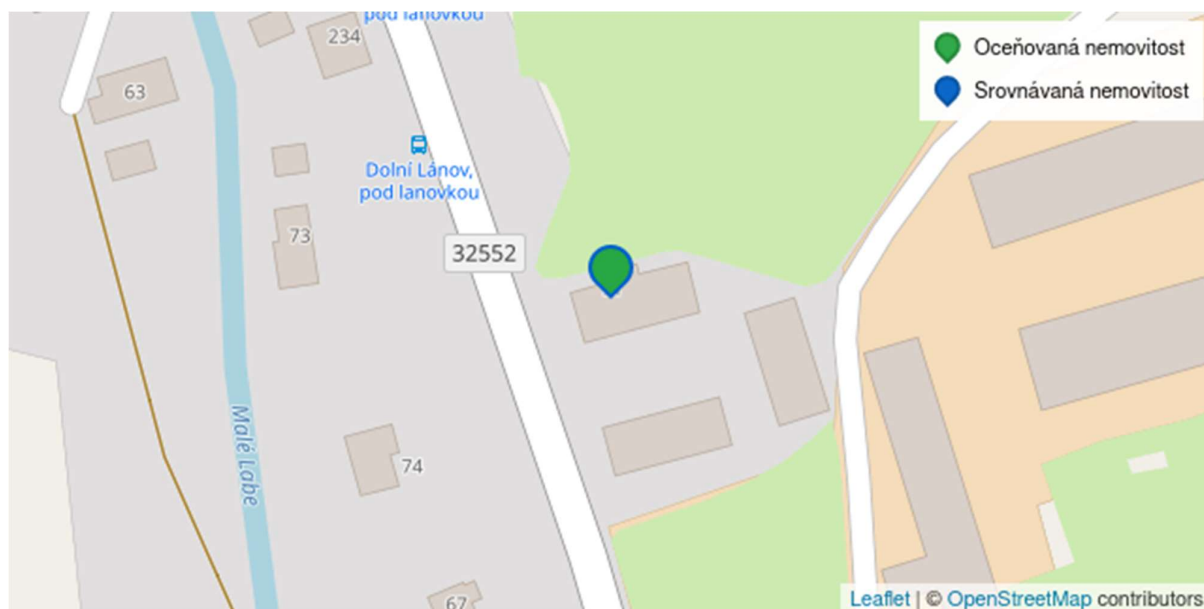 pod lanovkou
234
63
Dolní Lánov,
pod lanovkou
73
32552
74
Malé Labe
67
Oceňovaná nemovitost
Srovnávaná nemovitost
Leaflet | © OpenStreetMap contributors